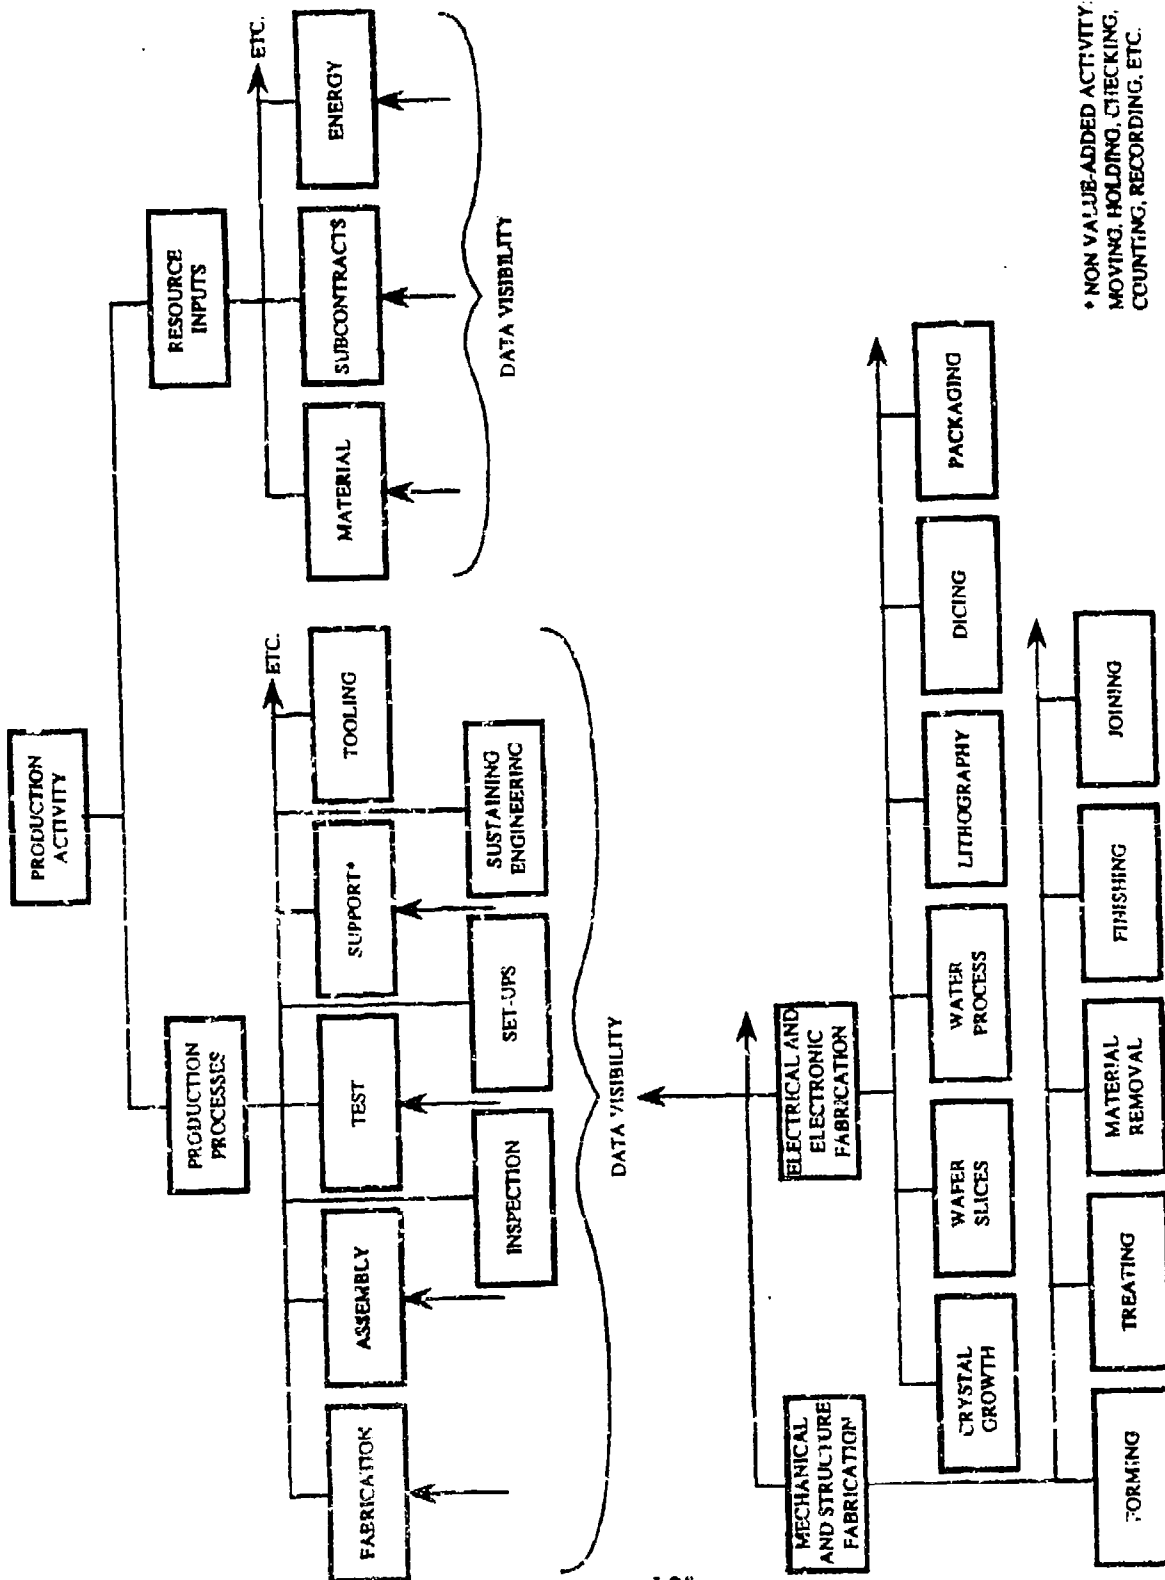 PRODUCTION
ACTIVITY
PRODUCTION
PROCESSES
RESOURCE
INPUTS
ETC.
ETC.
FABRICATION
ASSEMBLY
TEST
SUPPORT*
TOOLING
MATERIAL
SUBCONTRACTS
ENERGY
INSPECTION
SET-UPS
SUSTAINING
ENGINEERING
DATA VISIBILITY
DATA VISIBILITY
MECHANICAL
AND STRUCTURE
FABRICATION
ELECTRICAL AND
ELECTRONIC
FABRICATION
CRYSTAL
GROWTH
WAFER
SLICES
WATER
PROCESS
LITHOGRAPHY
DICING
PACKAGING
FORMING
TREATING
MATERIAL
REMOVAL
FINISHING
JOINING
* NON VALUE-ADDED ACTIVITY:
MOVING, HOLDING, CHECKING,
COUNTING, RECORDING, ETC.